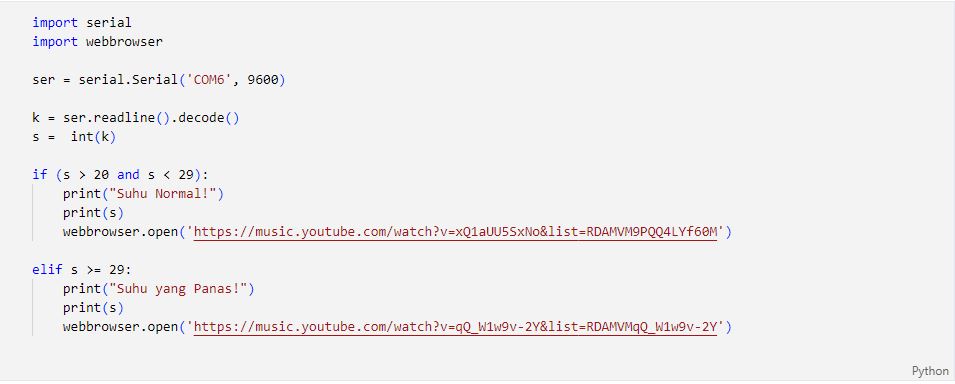 import serial
import webbrowser
ser = serial.Serial('COM6', 9600)
k = ser.readline().decode()
s =  int(k)
if (s > 20 and s < 29):
    print("Suhu Normal!")
    print(s)
    webbrowser.open('https://music.youtube.com/watch?v=xQ1aUU5SxNo&list=RDAMVM9PQQ4LYf60M')
elif s >= 29:
    print("Suhu yang Panas!")
    print(s)
    webbrowser.open('https://music.youtube.com/watch?v=qQ_W1w9v-2Y&list=RDAMVMqQ_W1w9v-2Y')
Python